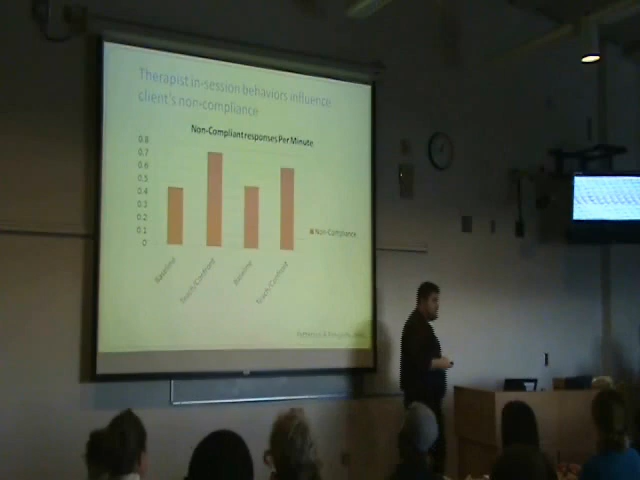 Therapist in-session behaviors influence
client's non-compliance
Non-Compliant responses Per Minute
0.8
0.7
0.6
0.5
0.4
0.3
0.2
0.1
0
Baseline
Teach-Confront
Baseline
Teach-Confront
Non-Compliance